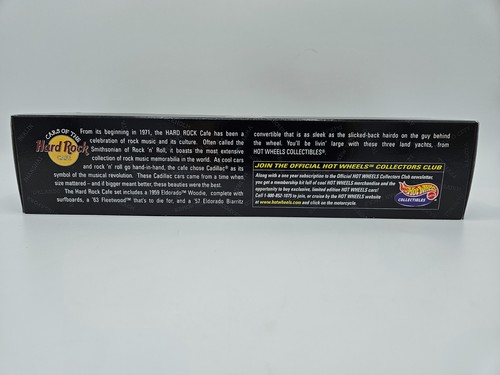 CARS OF THE
Hard Rock
CAFE
From its beginning in 1971, the HARD ROCK Cafe has been a
celebration of rock music and its culture. Often called the
Smithsonian of Rock 'n' Roll, it boasts the most extensive
collection of rock music memorabilia in the world. As cool cars
and rock 'n' roll go hand-in-hand, the cafe chose Cadillac® as its
symbol of the musical revolution. These Cadillac cars came from a time when
size mattered – and if bigger meant better, these beauties were the best.
The Hard Rock Cafe set includes a 1959 Eldorado™ Woodie, complete with
surfboards, a '63 Fleetwood™ that's to die for, and a '57 Eldorado Biarritz
convertible that is as sleek as the slicked-back hairdo on the guy behind
the wheel. You'll be livin' large with these three land yachts, from
HOT WHEELS COLLECTIBLES®.
JOIN THE OFFICIAL HOT WHEELS℠ COLLECTORS CLUB
Along with a one year subscription to the Official HOT WHEELS Collectors Club newsletter,
you get a membership kit full of cool HOT WHEELS merchandise and the
opportunity to buy exclusive, limited edition HOT WHEELS cars!
Call 1-800-852-1075 to join, or cruise by the HOT WHEELS website
at www.hotwheels.com and click on the motorcycle.
Hot Wheels
COLLECTIBLES